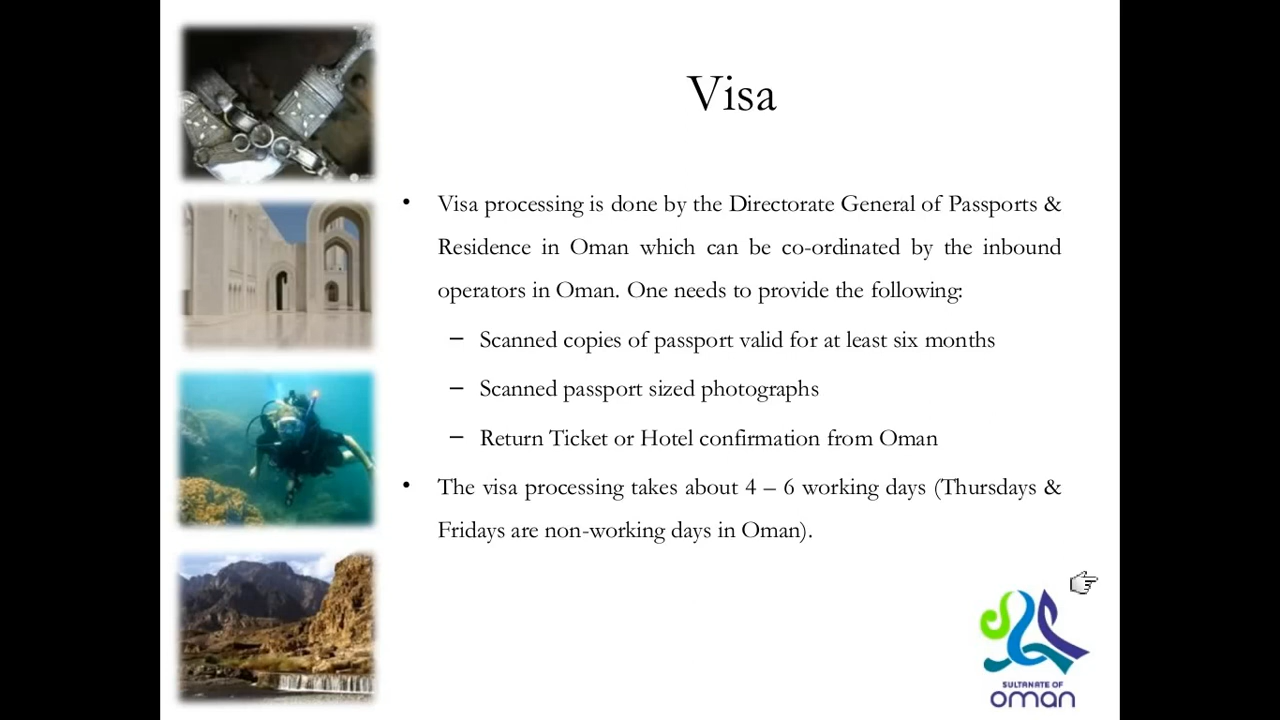 Visa
• Visa processing is done by the Directorate General of Passports &
Residence in Oman which can be co-ordinated by the inbound
operators in Oman. One needs to provide the following:
– Scanned copies of passport valid for at least six months
– Scanned passport sized photographs
– Return Ticket or Hotel confirmation from Oman
• The visa processing takes about 4 – 6 working days (Thursdays &
Fridays are non-working days in Oman).
SULTANATE OF
oman